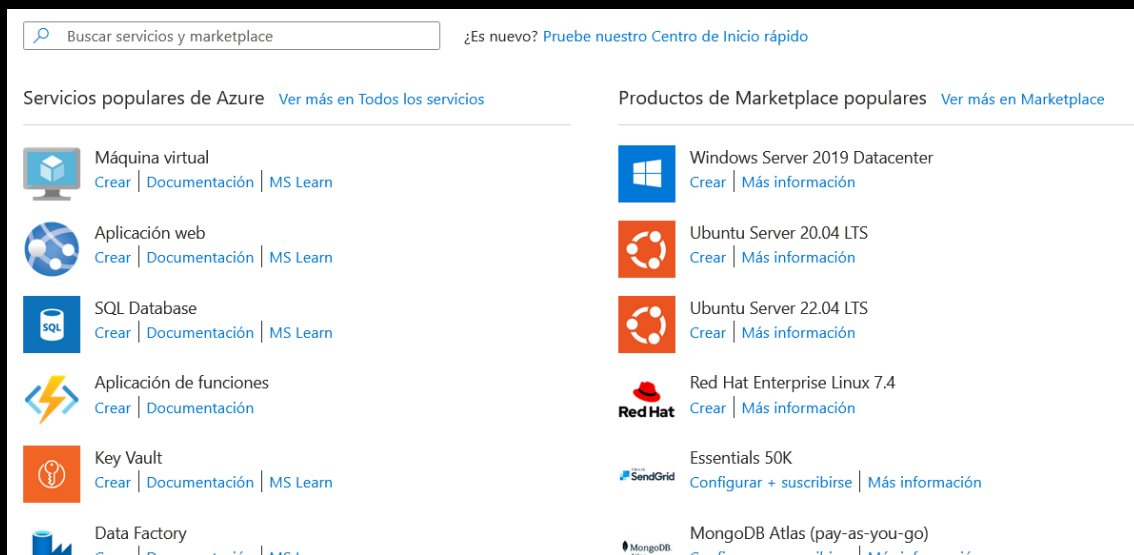 Buscar servicios y marketplace
¿Es nuevo? Pruebe nuestro Centro de Inicio rápido
Servicios populares de Azure Ver más en Todos los servicios
Máquina virtual
Crear | Documentación | MS Learn
Aplicación web
Crear | Documentación | MS Learn
SQL
SQL Database
Crear | Documentación | MS Learn
Aplicación de funciones
Crear | Documentación
Key Vault
Crear | Documentación | MS Learn
Data Factory
Productos de Marketplace populares Ver más en Marketplace
Windows Server 2019 Datacenter
Crear | Más información
Ubuntu Server 20.04 LTS
Crear | Más información
Ubuntu Server 22.04 LTS
Crear | Más información
Red Hat
Red Hat Enterprise Linux 7.4
Crear | Más información
SendGrid
Essentials 50K
Configurar + suscribirse | Más información
MongoDB
MongoDB Atlas (pay-as-you-go)